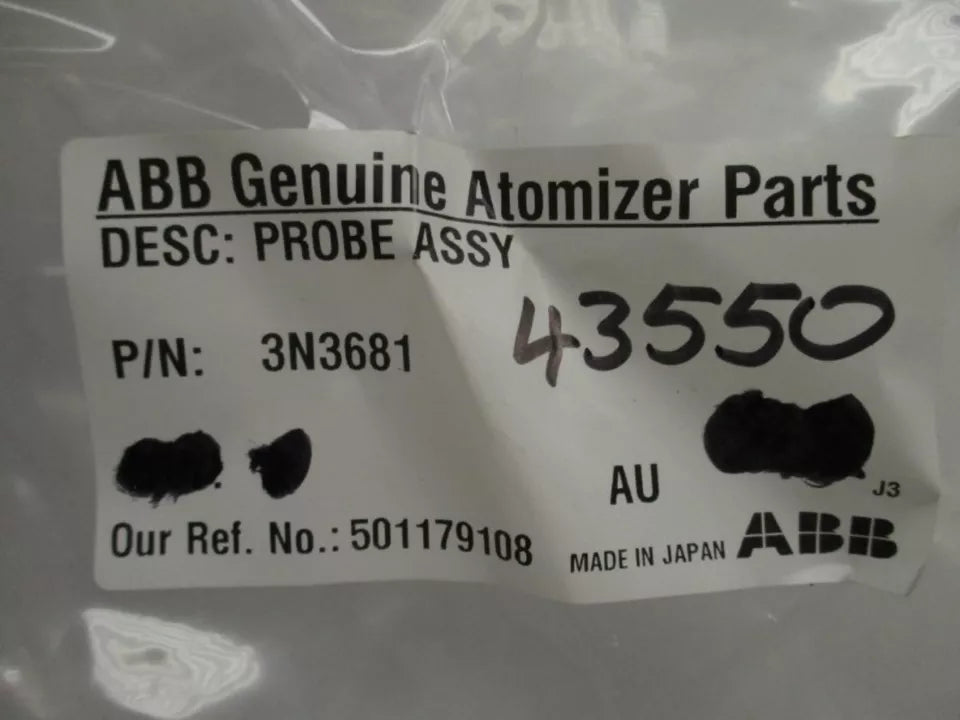 ABB Genuine Atomizer Parts
DESC: PROBE ASSY
43550
P/N: 3N3681
AU
J3
Our Ref. No.: 501179108
MADE IN JAPAN ABB